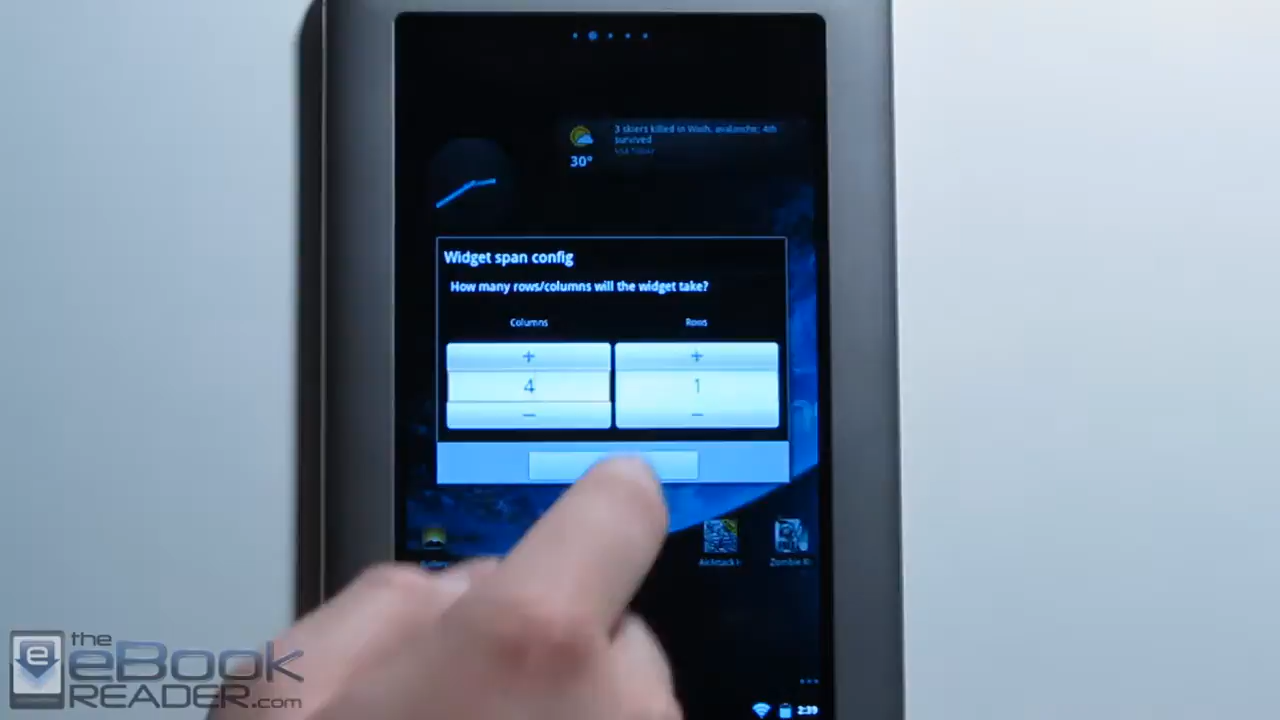 3 skiers killed in Wash. avalanche; 4th
survived
30°
Widget span config
How many rows/columns will the widget take?
Columns
Rows
+
+
4
1
−
−
2:39
the
eBook
READER.com